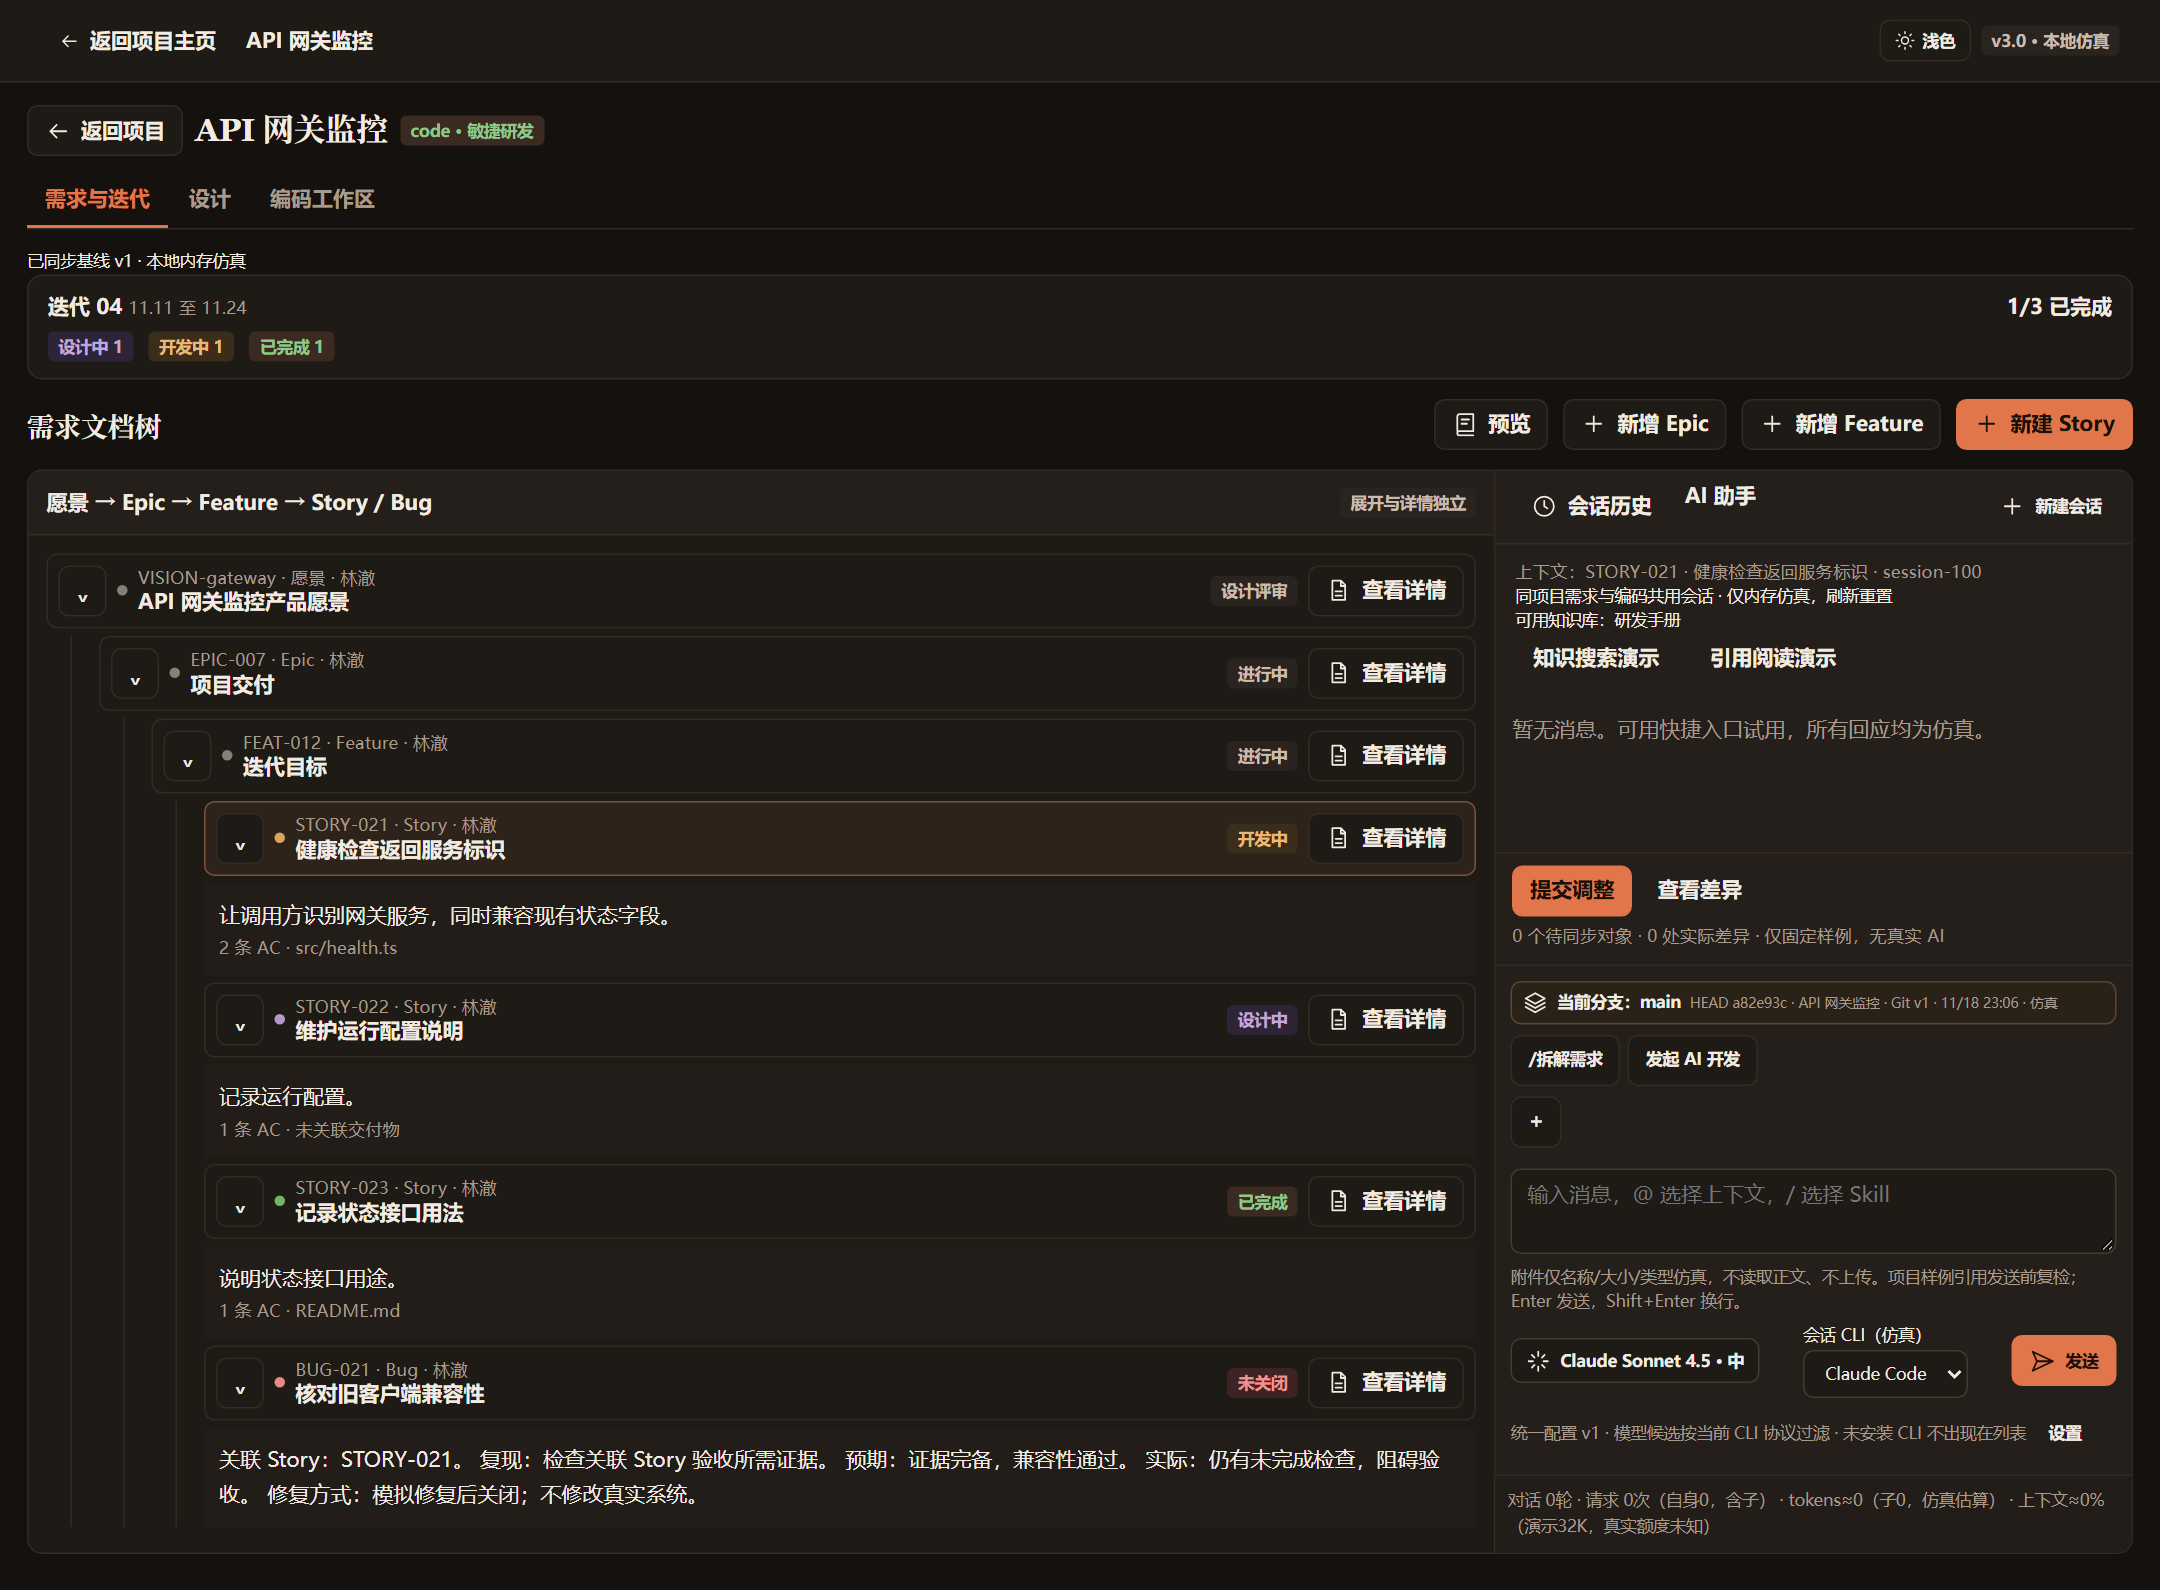 ← 返回项目主页 API 网关监控
浅色 v3.0 • 本地仿真
← 返回项目 API 网关监控 code • 敏捷研发
需求与迭代 设计 编码工作区
已同步基线 v1 · 本地内存仿真
迭代 04 11.11 至 11.24 1/3 已完成
设计中 1 开发中 1 已完成 1
需求文档树 预览 + 新增 Epic + 新增 Feature + 新建 Story
愿景 → Epic → Feature → Story / Bug 展开与详情独立
VISION-gateway · 愿景 · 林澈
API 网关监控产品愿景
设计评审 查看详情
EPIC-007 · Epic · 林澈
项目交付
进行中 查看详情
FEAT-012 · Feature · 林澈
迭代目标
进行中 查看详情
STORY-021 · Story · 林澈
健康检查返回服务标识
开发中 查看详情
让调用方识别网关服务，同时兼容现有状态字段。
2 条 AC · src/health.ts
STORY-022 · Story · 林澈
维护运行配置说明
设计中 查看详情
记录运行配置。
1 条 AC · 未关联交付物
STORY-023 · Story · 林澈
记录状态接口用法
已完成 查看详情
说明状态接口用途。
1 条 AC · README.md
BUG-021 · Bug · 林澈
核对旧客户端兼容性
未关闭 查看详情
关联 Story：STORY-021。 复现：检查关联 Story 验收所需证据。 预期：证据完备，兼容性通过。 实际：仍有未完成检查，阻碍验
收。 修复方式：模拟修复后关闭；不修改真实系统。
会话历史 AI 助手 + 新建会话
上下文：STORY-021 · 健康检查返回服务标识 · session-100
同项目需求与编码共用会话 · 仅内存仿真，刷新重置
可用知识库：研发手册
知识搜索演示 引用阅读演示
暂无消息。可用快捷入口试用，所有回应均为仿真。
提交调整 查看差异
0 个待同步对象 · 0 处实际差异 · 仅固定样例，无真实 AI
当前分支：main HEAD a82e93c · API 网关监控 · Git v1 · 11/18 23:06 · 仿真
/拆解需求 发起 AI 开发
+
输入消息，@ 选择上下文，/ 选择 Skill
附件仅名称/大小/类型仿真，不读取正文、不上传。项目样例引用发送前复检；
Enter 发送，Shift+Enter 换行。
会话 CLI（仿真）
Claude Sonnet 4.5 • 中 Claude Code 发送
统一配置 v1 · 模型候选按当前 CLI 协议过滤 · 未安装 CLI 不出现在列表 设置
对话 0轮 · 请求 0次（自身0，含子） · tokens≈0（子0，仿真估算） · 上下文≈0%
（演示32K，真实额度未知）